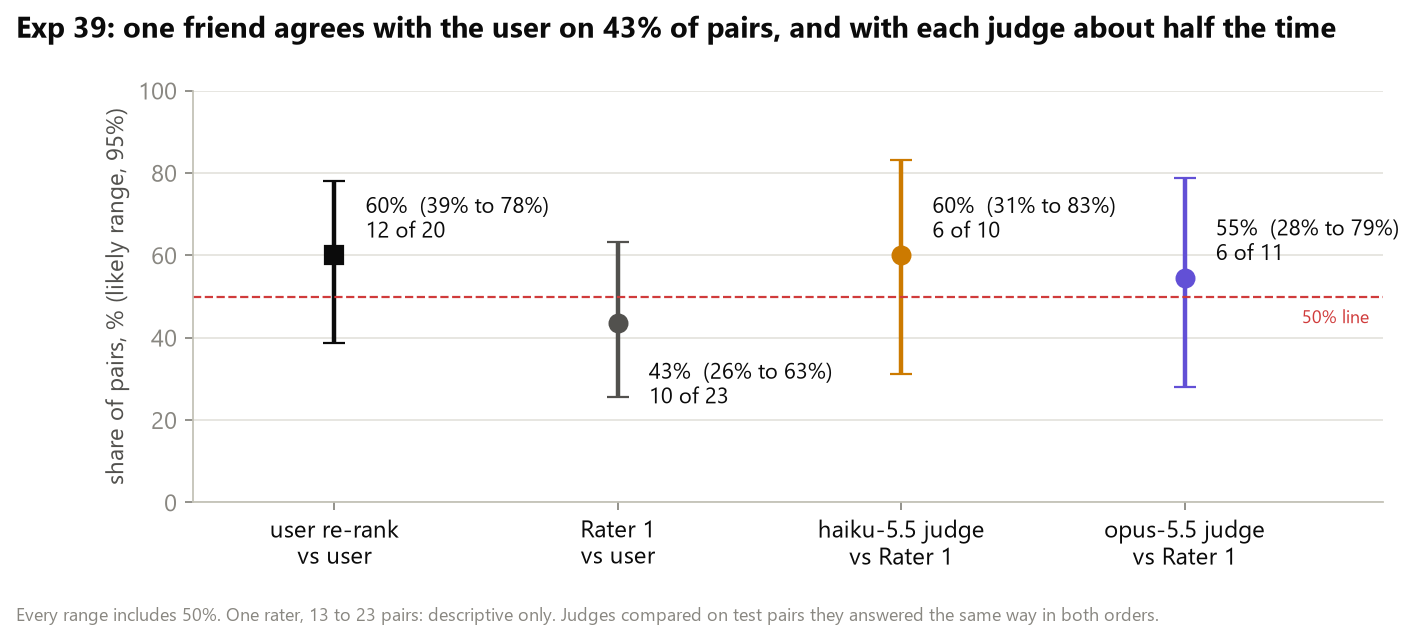 Exp 39: one friend agrees with the user on 43% of pairs, and with each judge about half the time
share of pairs, % (likely range, 95%)
100
80
60
40
20
0
60% (39% to 78%)
12 of 20
43% (26% to 63%)
10 of 23
60% (31% to 83%)
6 of 10
55% (28% to 79%)
6 of 11
50% line
user re-rank
vs user
Rater 1
vs user
haiku-5.5 judge
vs Rater 1
opus-5.5 judge
vs Rater 1
Every range includes 50%. One rater, 13 to 23 pairs: descriptive only. Judges compared on test pairs they answered the same way in both orders.